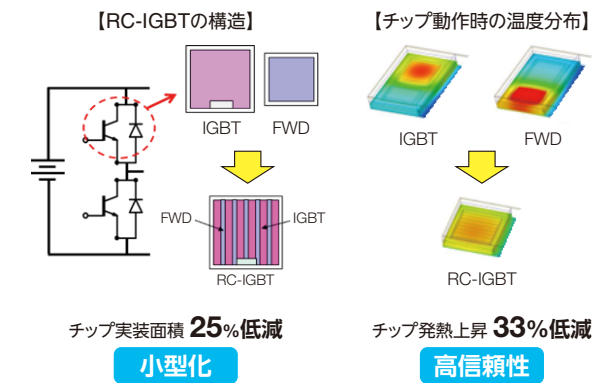 【RC-IGBTの構造】
IGBT
FWD
FWD
IGBT
RC-IGBT
チップ実装面積 25%低減
小型化
【チップ動作時の温度分布】
IGBT
FWD
RC-IGBT
チップ発熱上昇 33%低減
高信頼性